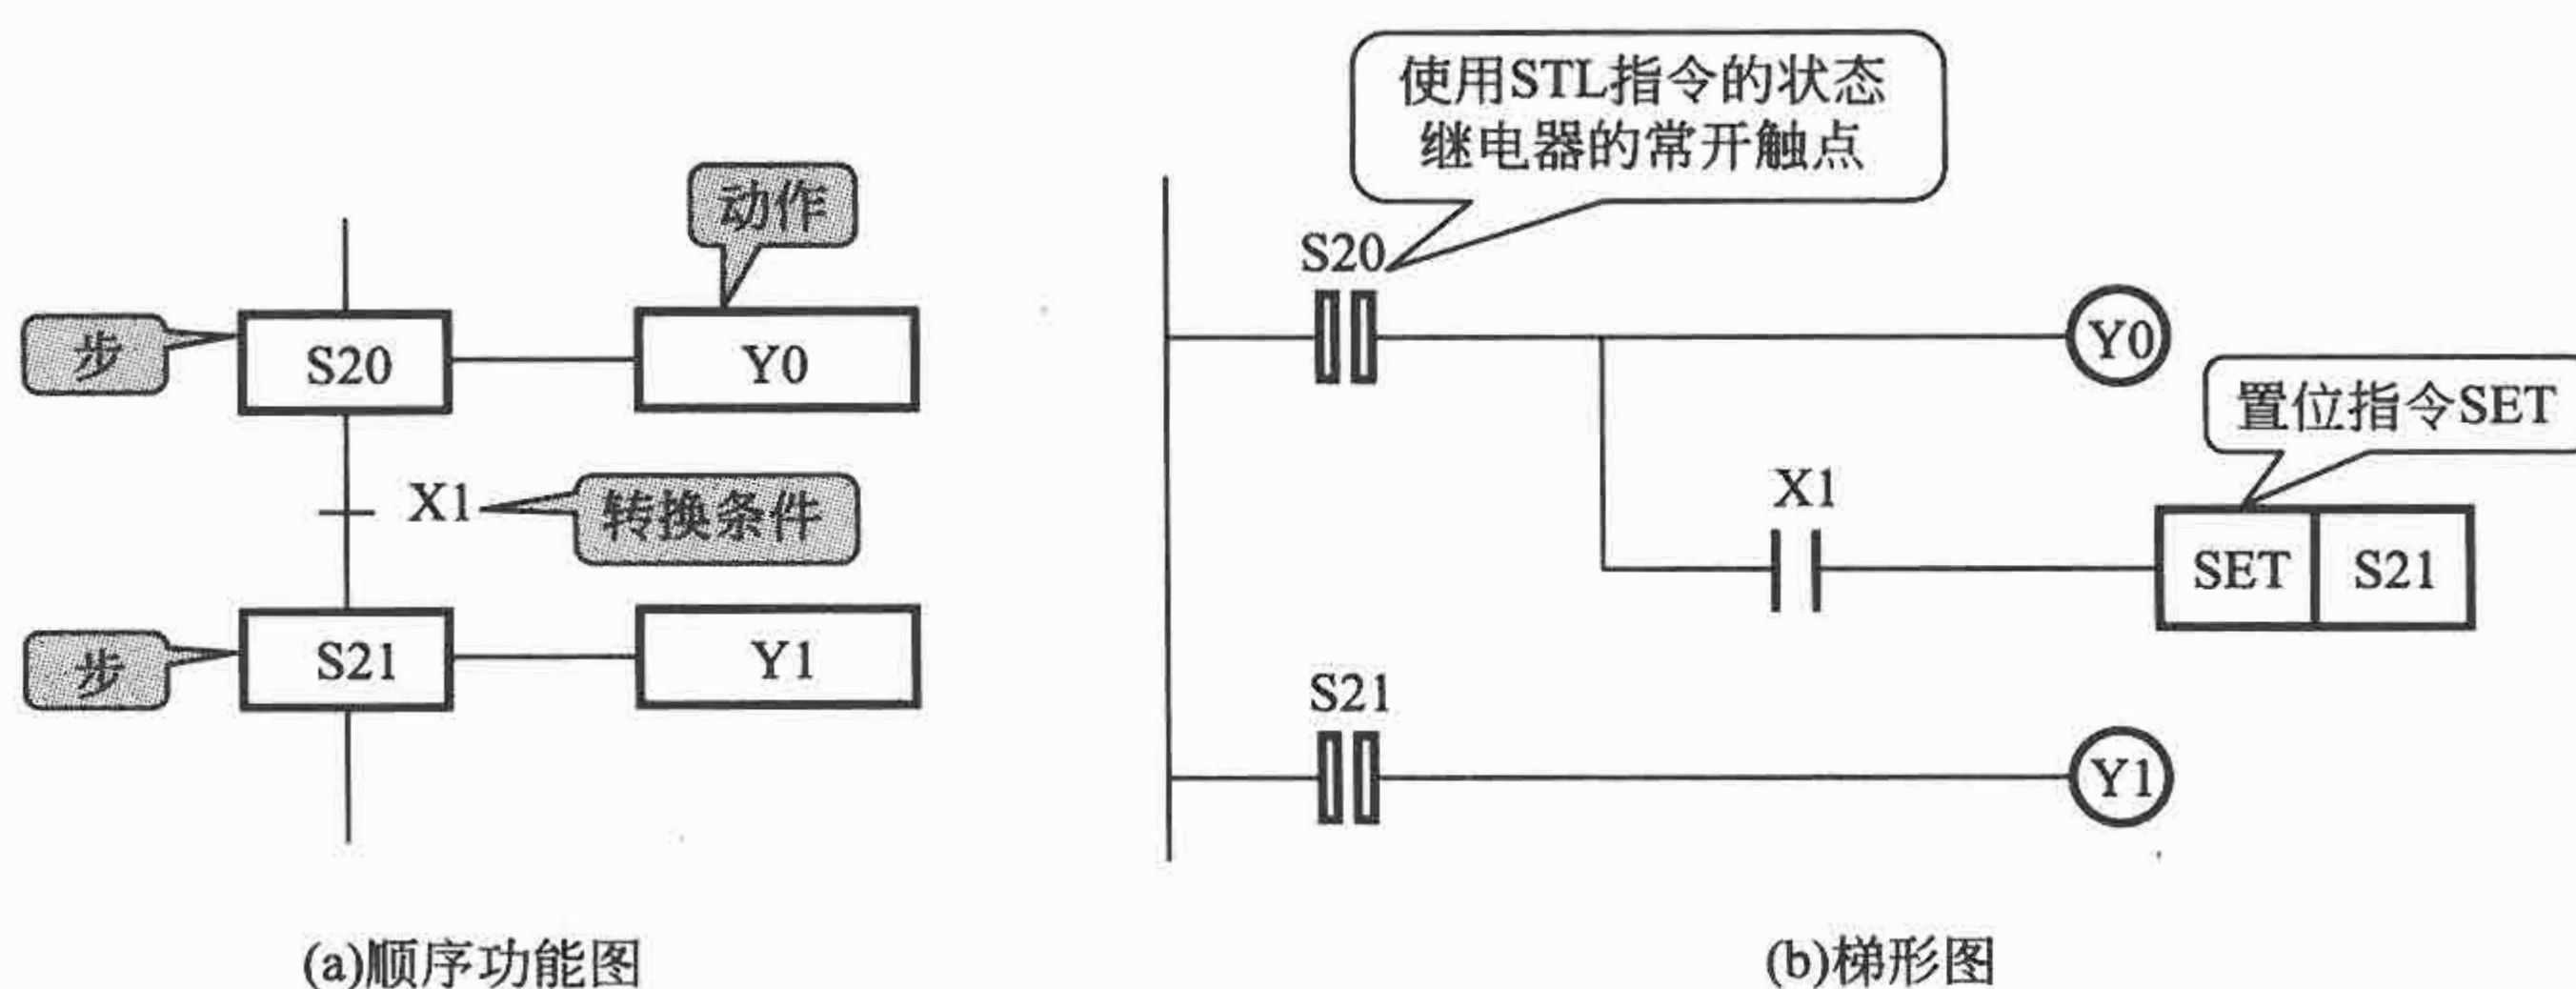 动作
步
S20
Y0
X1
转换条件
步
S21
Y1
(a)顺序功能图
使用STL指令的状态
继电器的常开触点
S20
Y0
置位指令SET
X1
SET
S21
S21
Y1
(b)梯形图